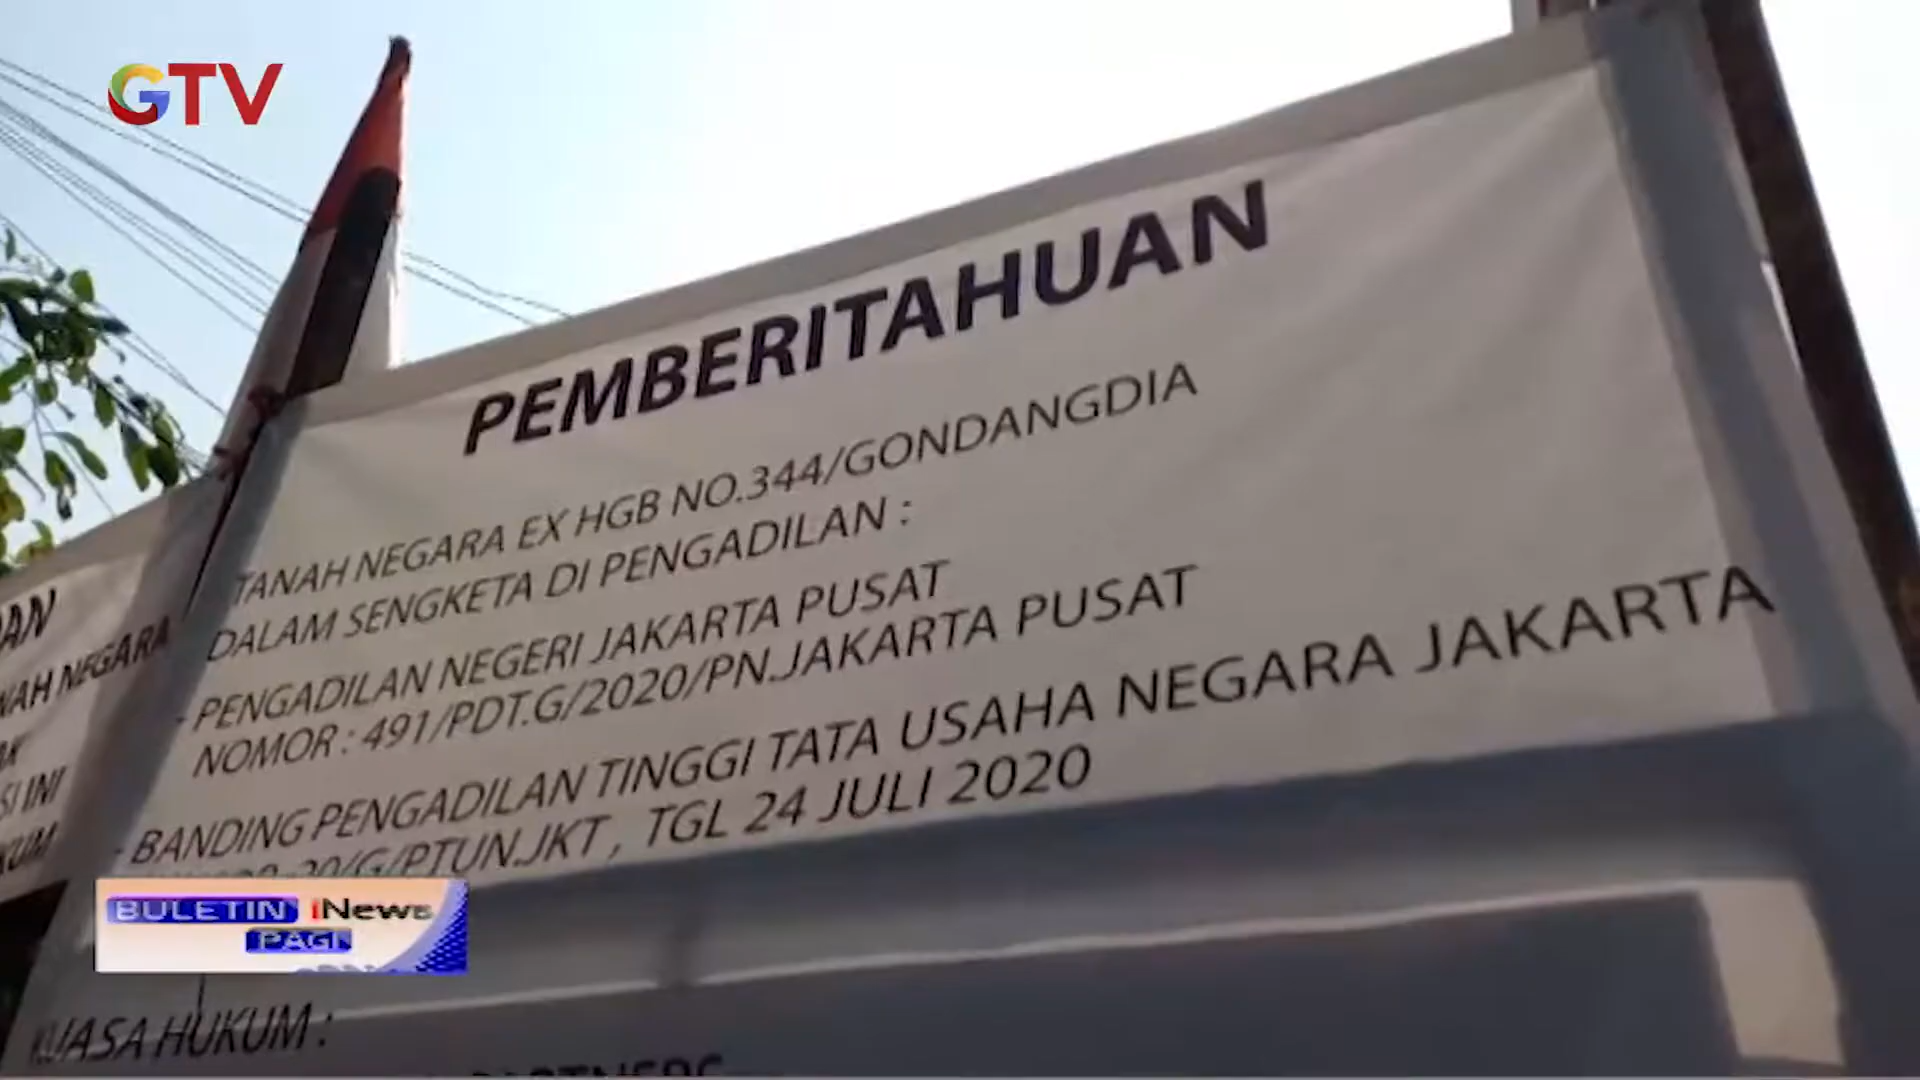 GTV
PEMBERITAHUAN
TANAH NEGARA EX HGB NO.344/GONDANGDIA
DALAM SENGKETA DI PENGADILAN :
- PENGADILAN NEGERI JAKARTA PUSAT
NOMOR : 491/PDT.G/2020/PN.JAKARTA PUSAT
- BANDING PENGADILAN TINGGI TATA USAHA NEGARA JAKARTA
/G/PTUN.JKT , TGL 24 JULI 2020
KUASA HUKUM :
NEGARA
INI
BULETIN iNews
PAGI